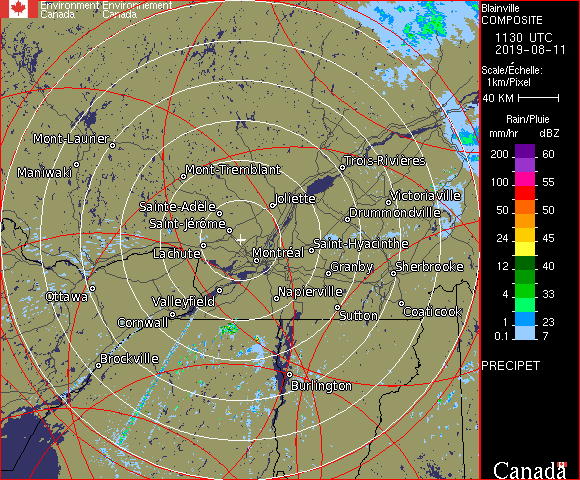 Environment Environnement
Canada Canada
Blainville
COMPOSITE
1130 UTC
2019-08-11
Scale/Échelle:
1km/Pixel
40 KM
Rain/Pluie
mm/hr dBZ
200 60
100 55
50 50
24 45
12 40
4 33
1 23
0.1 7
PRECIPET
Canada
Mont-Laurier
Maniwaki
Mont-Tremblant
Trois-Rivières
Sainte-Adèle
Joliette
Victoriaville
Saint-Jérôme
Drummondville
Lachute
Montréal
Saint-Hyacinthe
Granby
Sherbrooke
Ottawa
Valleyfield
Napierville
Cornwall
Sutton
Coaticook
Brockville
Burlington